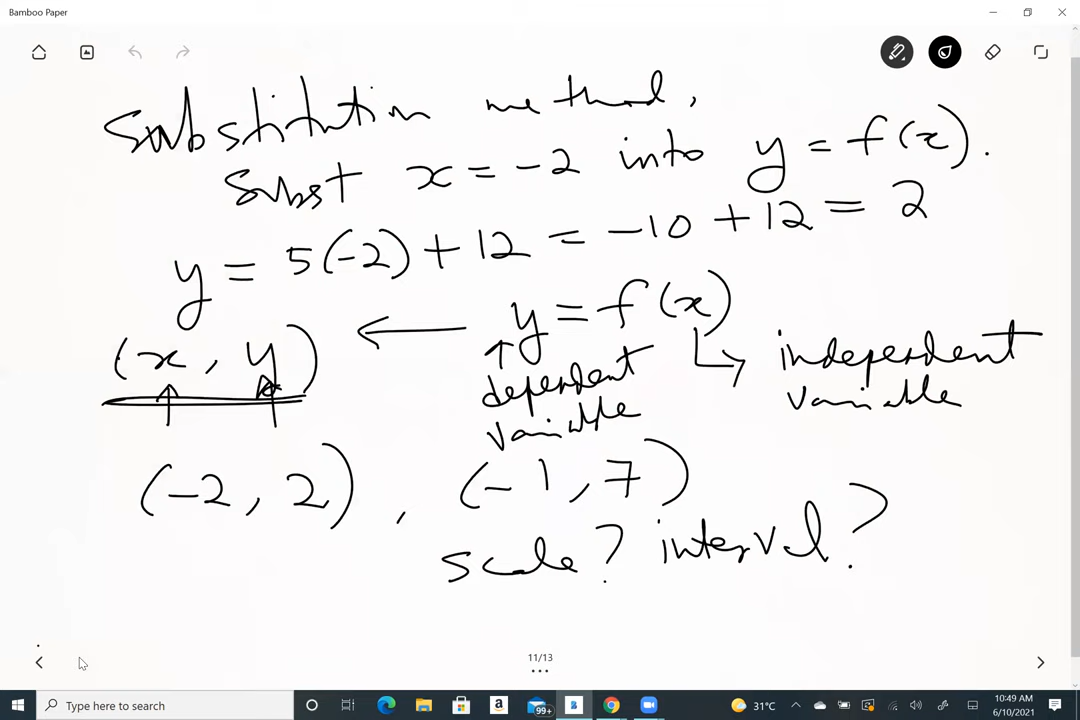 Bamboo Paper
substitution method,
subst x = -2 into y = f(x).
y = 5(-2) + 12 = -10 + 12 = 2
(x, y) ← y = f(x)
↑ dependent variable
↳ independent variable
(-2, 2), (-1, 7)
scale? interval?
11/13
Type here to search
99+
31°C
10:49 AM
6/10/2021